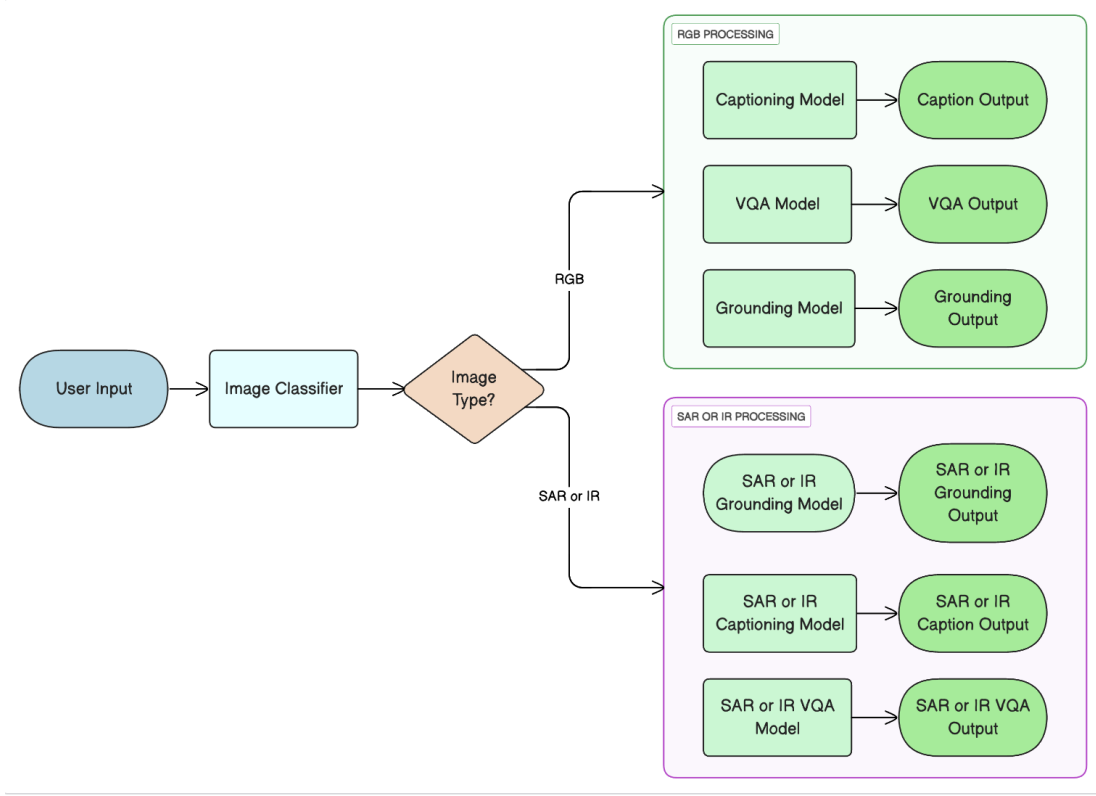 RGB PROCESSING
Captioning Model
Caption Output
VQA Model
VQA Output
RGB
Grounding Model
Grounding
Output
User Input
Image Classifier
Image
Type?
SAR OR IR PROCESSING
SAR or IR
SAR or IR
Grounding Model
SAR or IR
Grounding
Output
SAR or IR
Captioning Model
SAR or IR
Caption Output
SAR or IR VQA
Model
SAR or IR VQA
Output